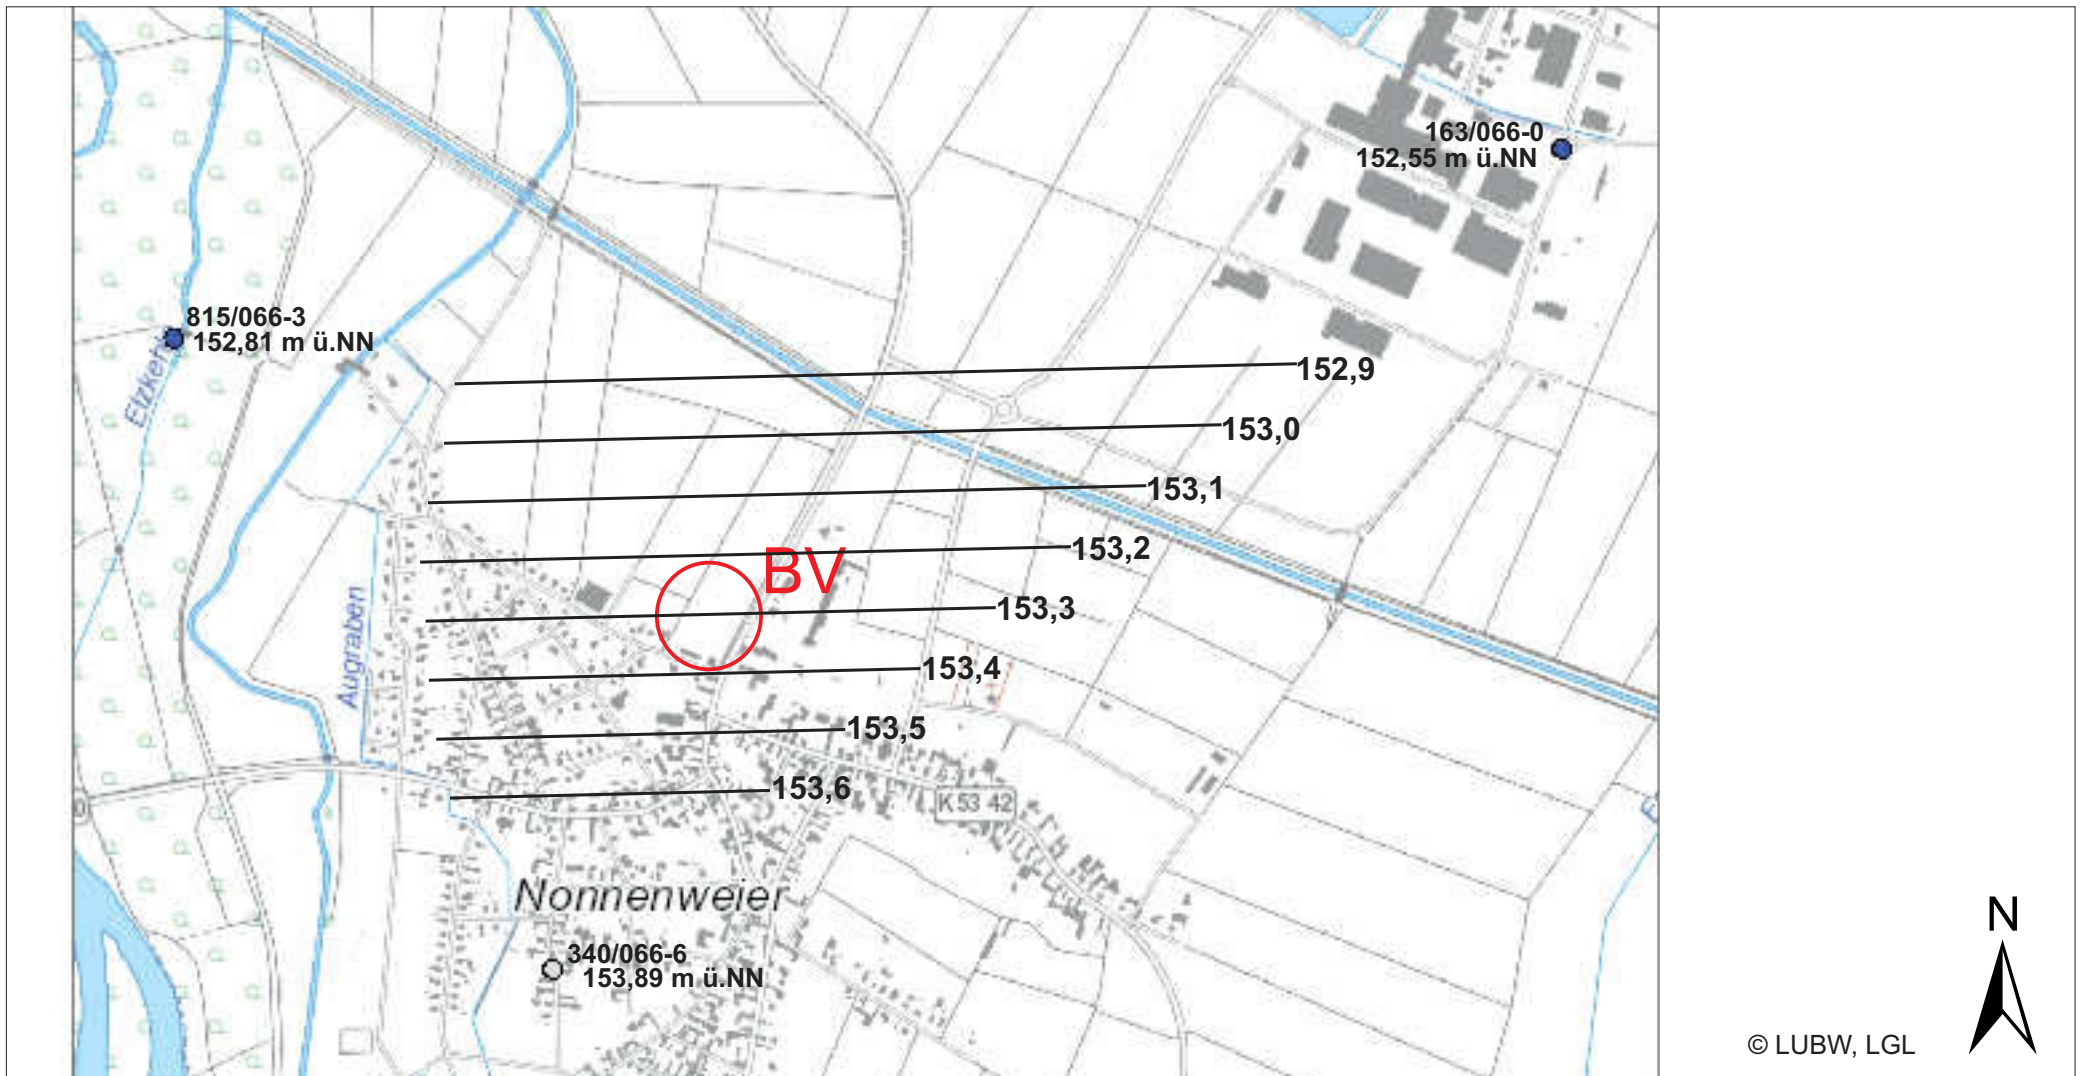 163/066-0
152,55 m ü.NN
815/066-3
152,81 m ü.NN
152,9
153,0
153,1
153,2
BV
153,3
Augraben
153,4
153,5
153,6
K 53 42
Nonnenweier
340/066-6
153,89 m ü.NN
N
© LUBW, LGL